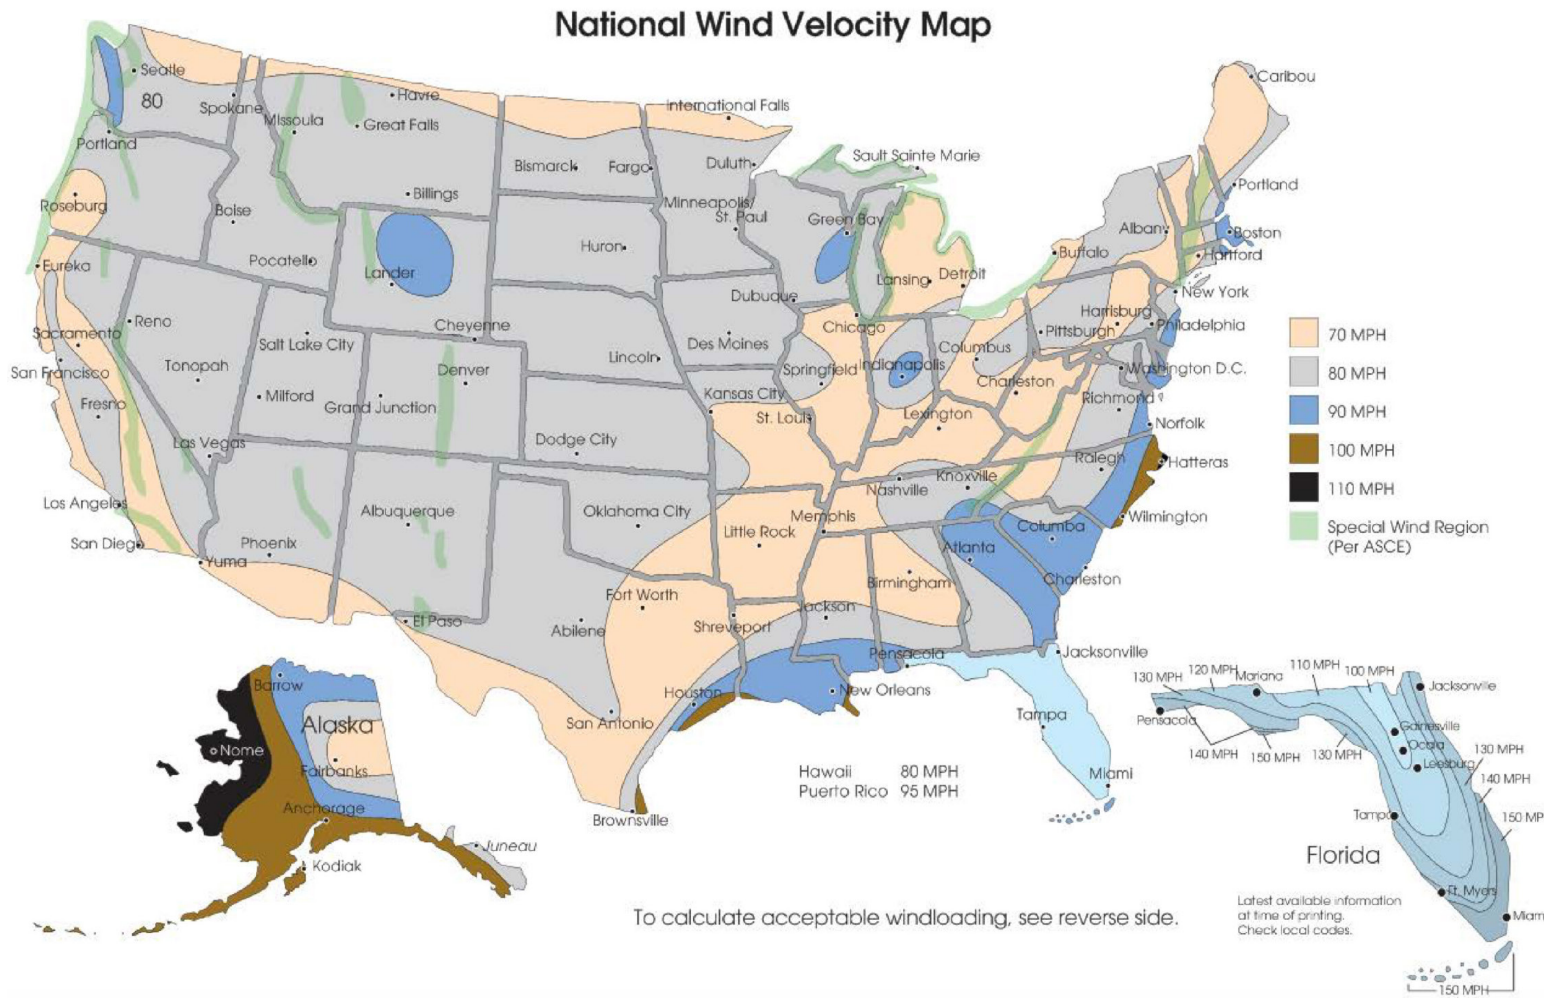 National Wind Velocity Map
Seatle
80
Spokane
Portland
Missoula
Havre
Great Falls
International Falls
Caribou
Bismarck
Fargo
Duluth
Sault Sainte Marie
Roseburg
Boise
Billings
Minneapolis/
St. Paul
Green Bay
Portland
Eureka
Pocatello
Lander
Huron
Lansing
Detroit
Buffalo
Albany
Boston
Hartford
Sacramento
Reno
Salt Lake City
Cheyenne
Dubuque
Chicago
New York
Harrisburg
Pittsburgh
Philadelphia
San Francisco
Tonopah
Denver
Lincoln
Des Moines
Springfield
Indianapolis
Columbus
Washington D.C.
Fresno
Milford
Grand Junction
Kansas City
St. Louis
Lexington
Charleston
Richmond
Norfolk
Las Vegas
Dodge City
Knoxville
Ralegh
Hatteras
Nashville
Los Angeles
Albuquerque
Oklahoma City
Little Rock
Memphis
Columba
Wilmington
San Diego
Phoenix
Yuma
Atlanta
Birmingham
Charleston
El Paso
Abilene
Fort Worth
Shreveport
Jackson
Pensacola
Jacksonville
Houston
New Orleans
San Antonio
Tampa
Miami
Brownsville
70 MPH
80 MPH
90 MPH
100 MPH
110 MPH
Special Wind Region
(Per ASCE)
Barrow
Alaska
Nome
Fairbanks
Anchorage
Juneau
Kodiak
Hawaii 80 MPH
Puerto Rico 95 MPH
130 MPH
120 MPH
Mariana
110 MPH
100 MPH
Jacksonville
Pensacola
140 MPH
150 MPH
130 MPH
Gainesville
Ocala
Leesburg
130 MPH
140 MPH
150 MP
Tampa
Florida
Ft. Myers
Miam
150 MPH
To calculate acceptable windloading, see reverse side.
Latest available information
at time of printing.
Check local codes.